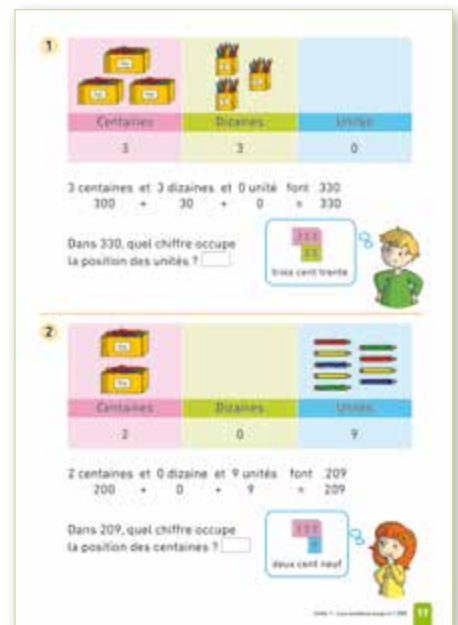 1
Centaines Dizaines Unités
3 3 0
3 centaines et 3 dizaines et 0 unité font 330
300 + 30 + 0 = 330
Dans 330, quel chiffre occupe
la position des unités ?
trois cent trente
2
Centaines Dizaines Unités
2 0 9
2 centaines et 0 dizaine et 9 unités font 209
200 + 0 + 9 = 209
Dans 209, quel chiffre occupe
la position des centaines ?
deux cent neuf
11